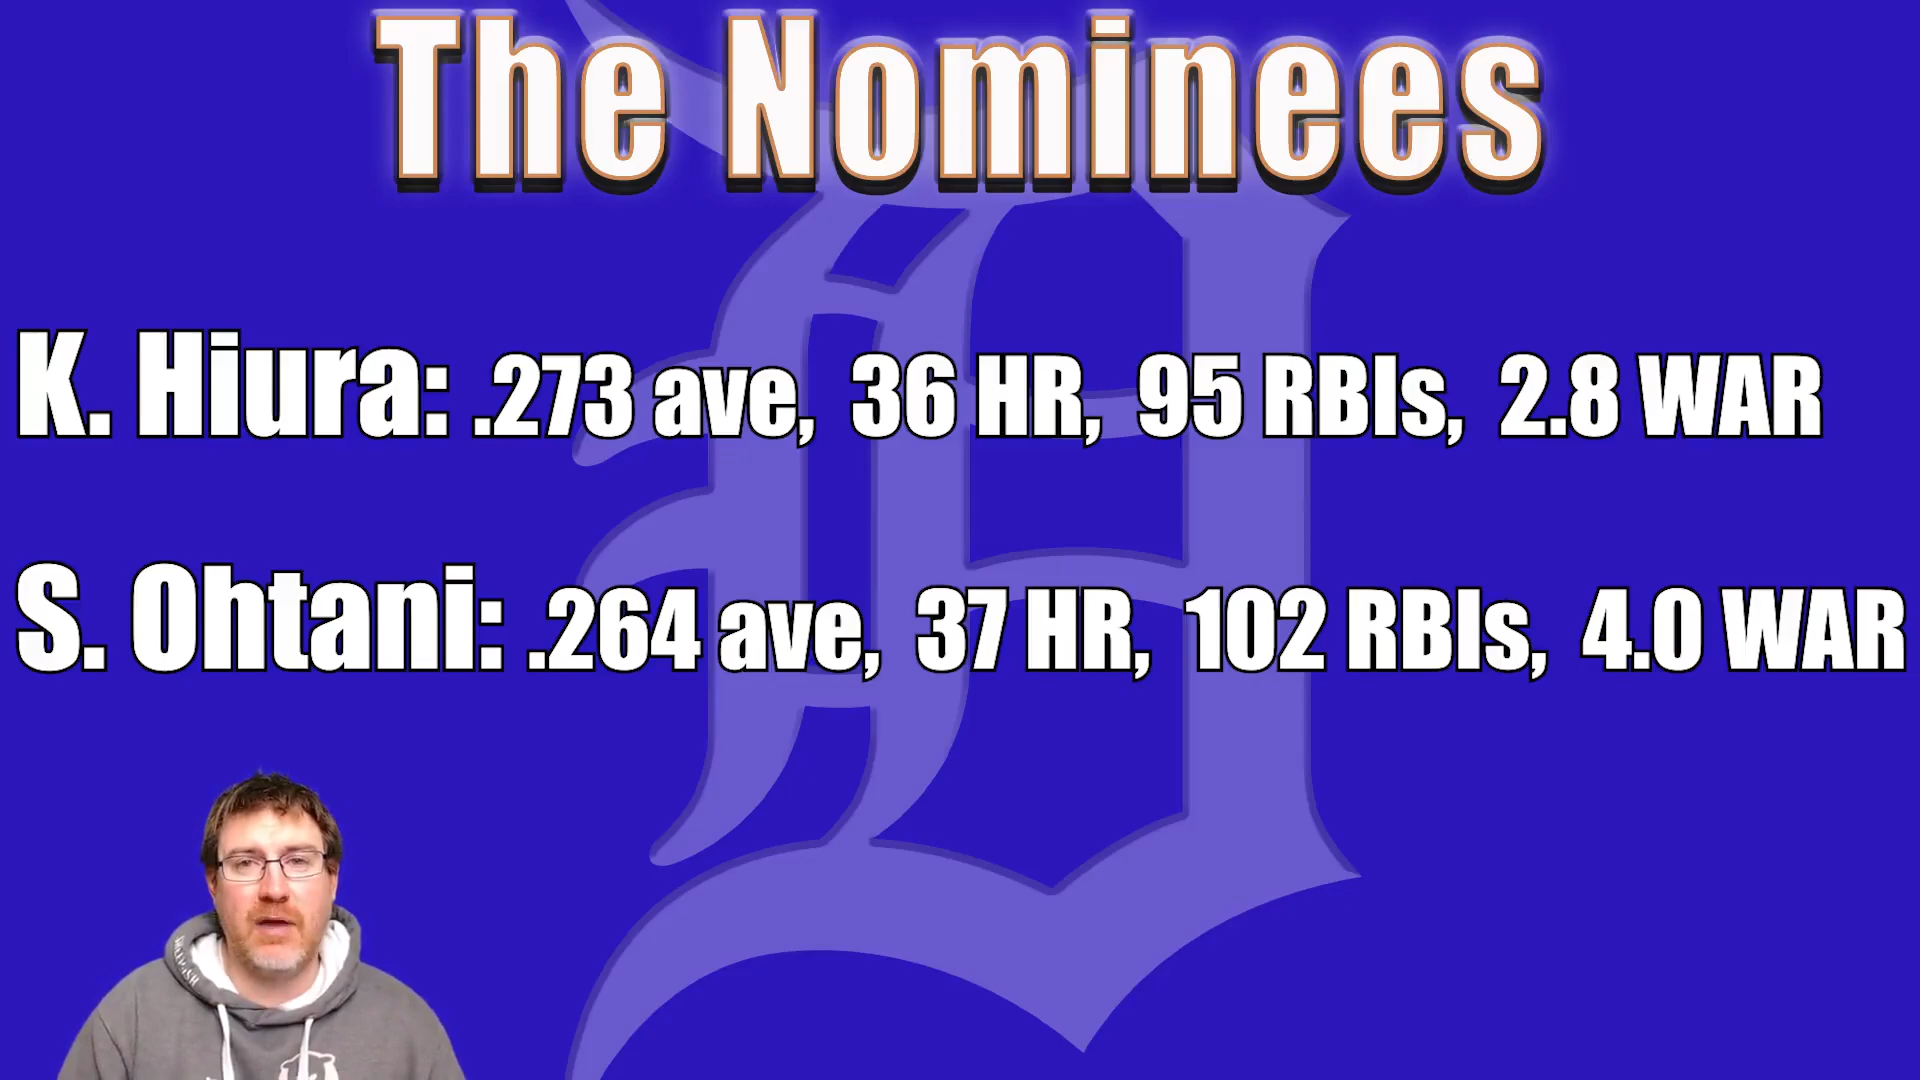 The Nominees
K. Hiura: .273 ave, 36 HR, 95 RBIs, 2.8 WAR
S. Ohtani: .264 ave, 37 HR, 102 RBIs, 4.0 WAR